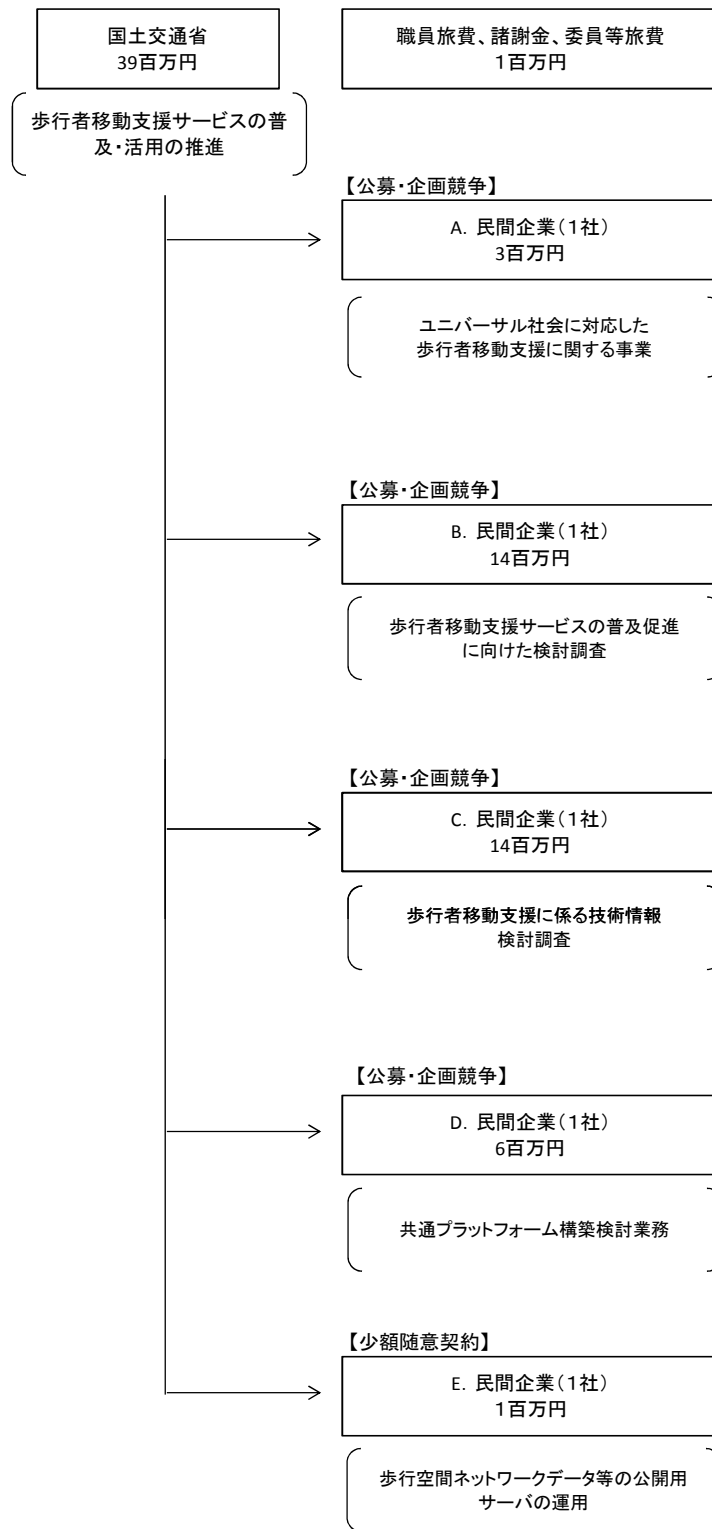 国土交通省
39百万円
職員旅費、諸謝金、委員等旅費
1百万円
歩行者移動支援サービスの普
及・活用の推進
【公募・企画競争】
A. 民間企業（１社）
3百万円
ユニバーサル社会に対応した
歩行者移動支援に関する事業
【公募・企画競争】
B. 民間企業（１社）
14百万円
歩行者移動支援サービスの普及促進
に向けた検討調査
【公募・企画競争】
C. 民間企業（１社）
14百万円
歩行者移動支援に係る技術情報
検討調査
【公募・企画競争】
D. 民間企業（１社）
6百万円
共通プラットフォーム構築検討業務
【少額随意契約】
E. 民間企業（１社）
１百万円
歩行空間ネットワークデータ等の公開用
サーバの運用